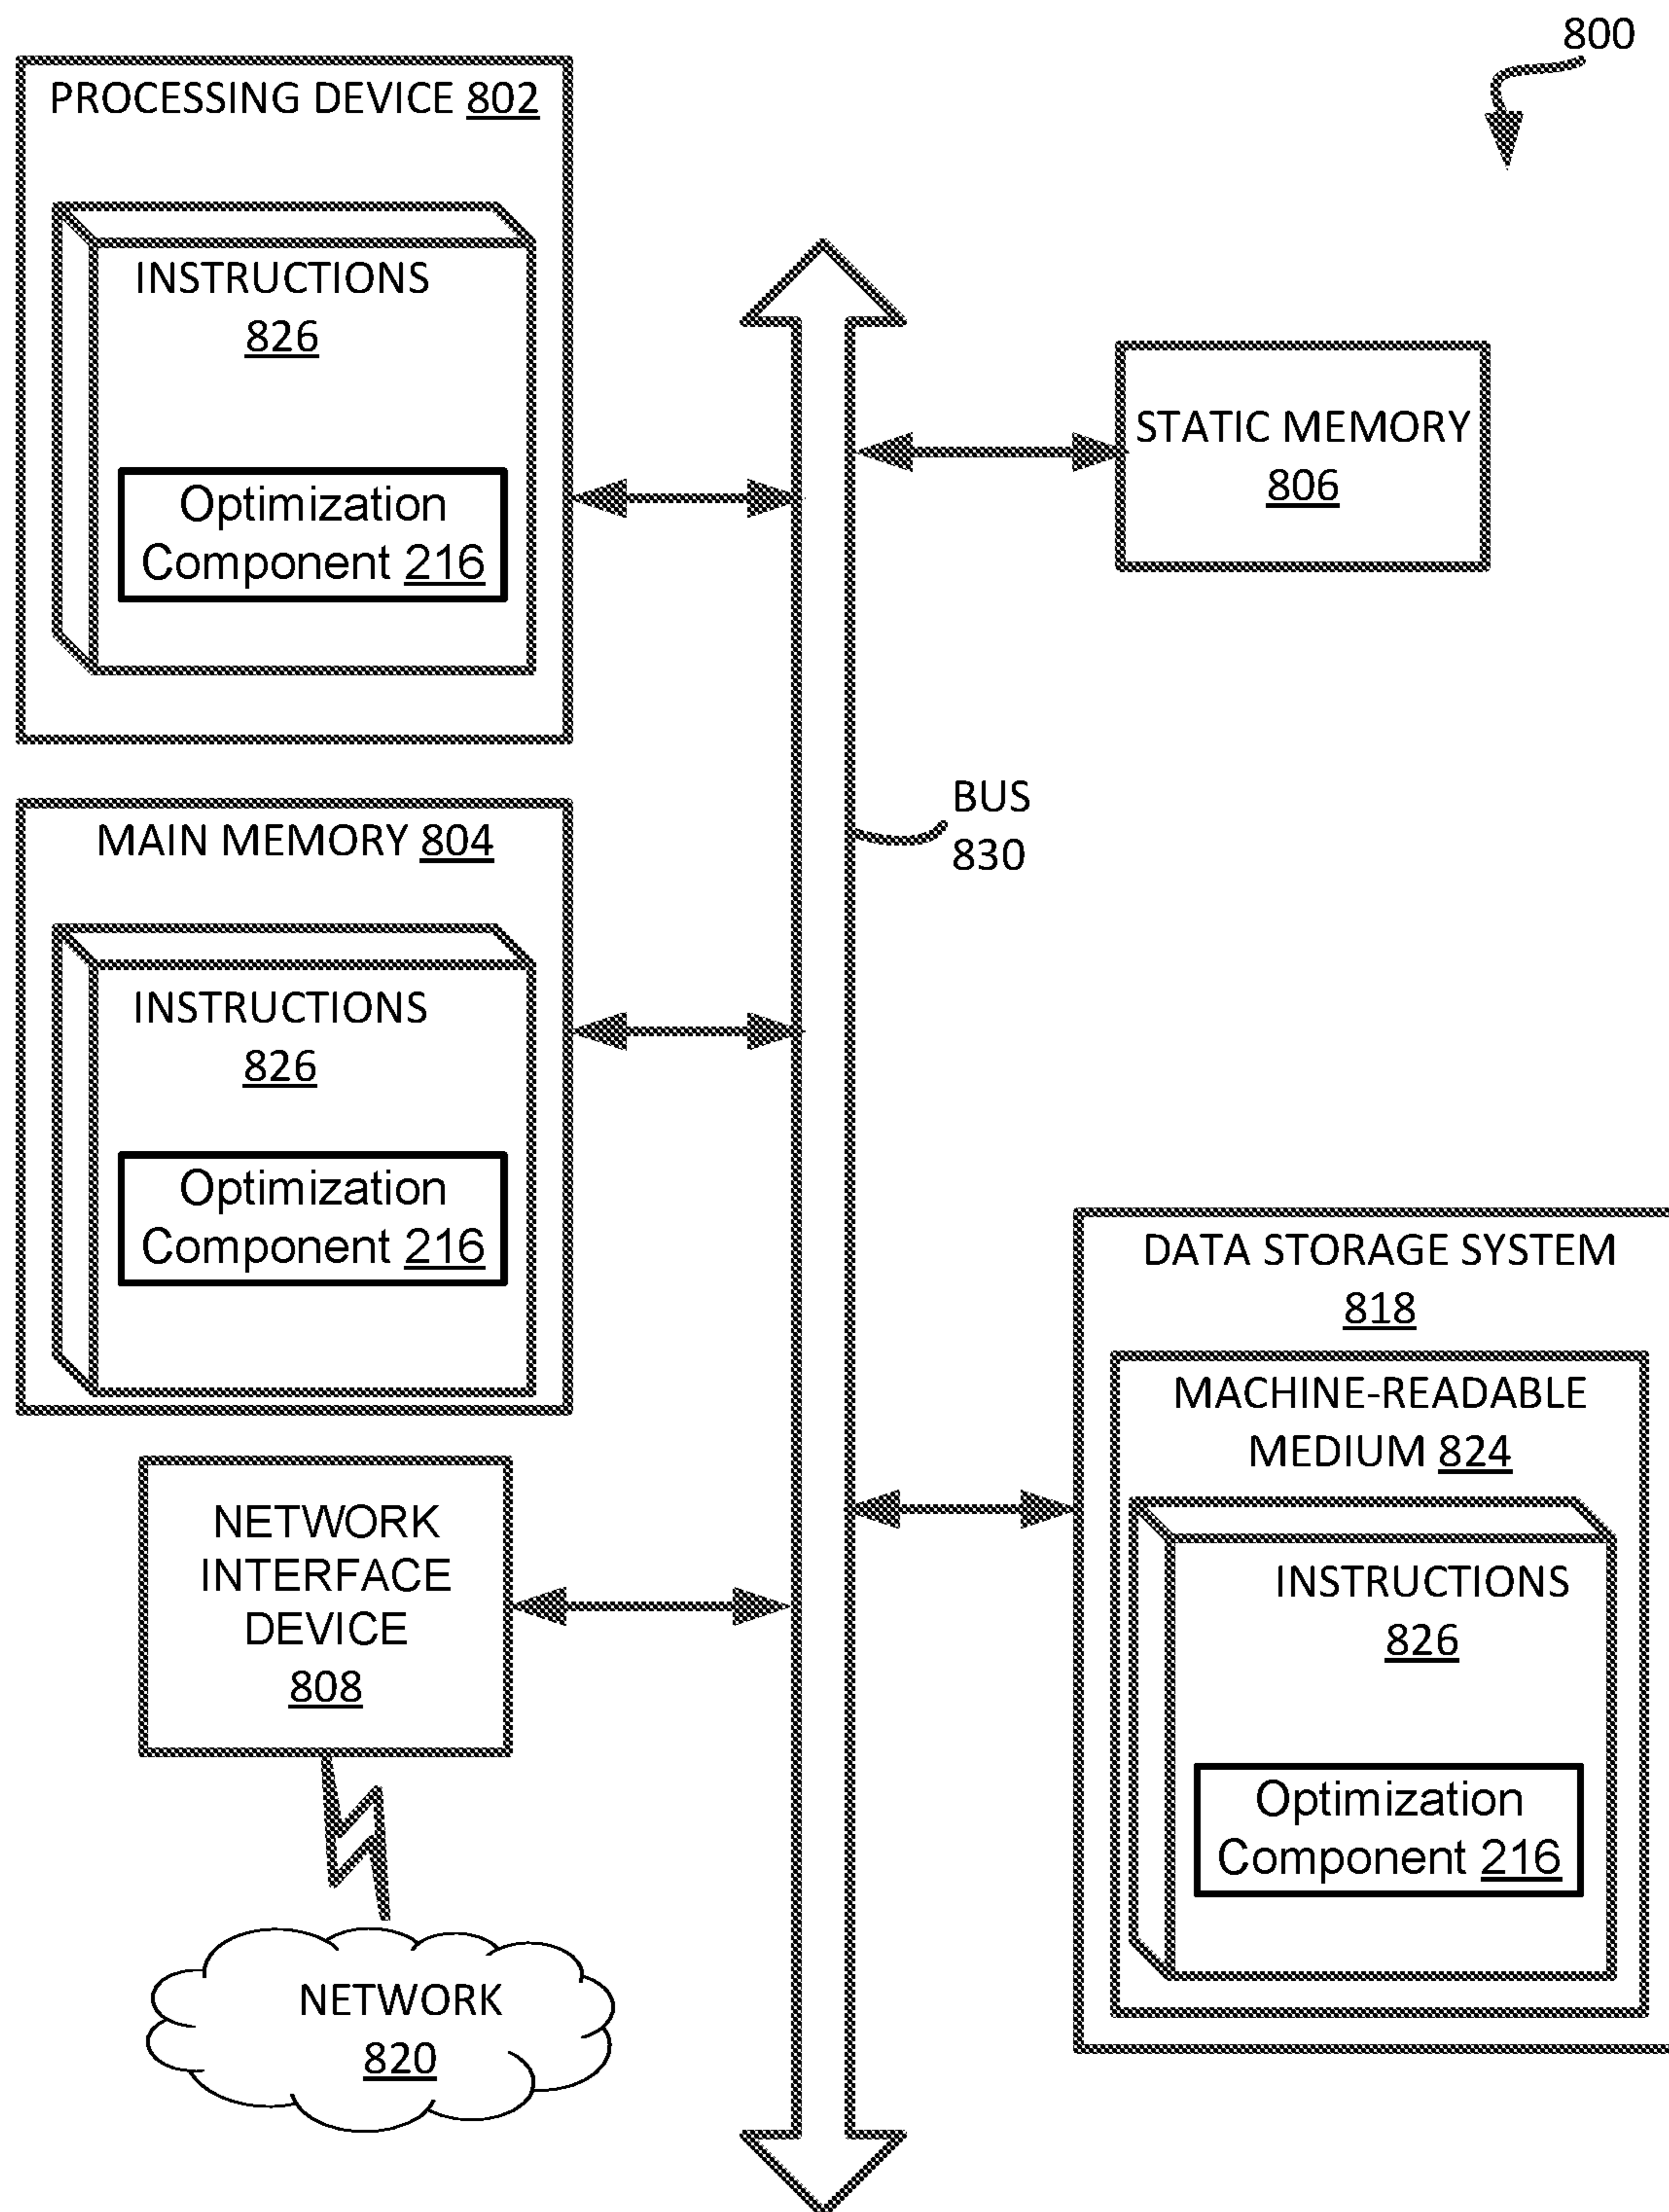 800
PROCESSING DEVICE 802
INSTRUCTIONS
826
Optimization
Component 216
STATIC MEMORY
806
BUS
830
MAIN MEMORY 804
INSTRUCTIONS
826
Optimization
Component 216
DATA STORAGE SYSTEM
818
MACHINE-READABLE
MEDIUM 824
INSTRUCTIONS
826
Optimization
Component 216
NETWORK
INTERFACE
DEVICE
808
NETWORK
820